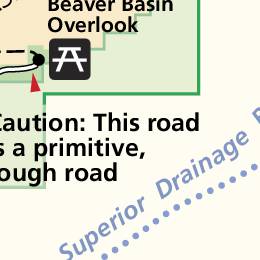 Beaver Basin
Overlook
Caution: This road
s a primitive,
ough road
Superior Drainage